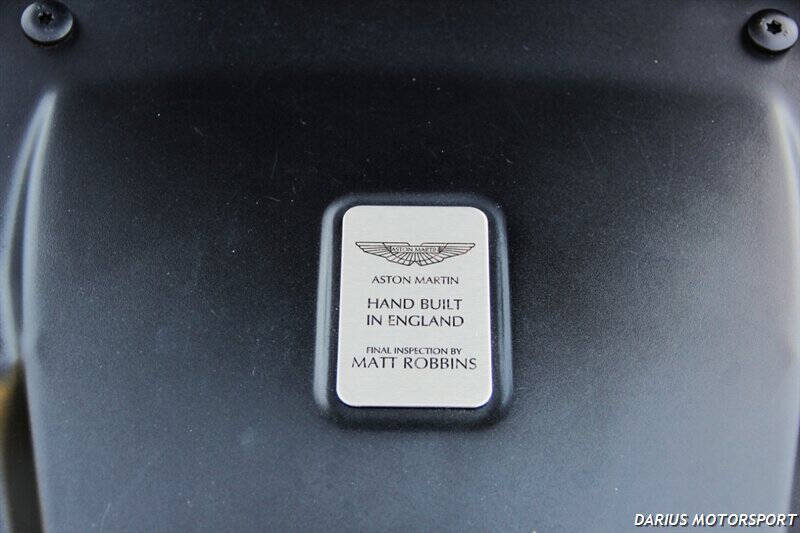 ASTON MARTIN
ASTON MARTIN
HAND BUILT
IN ENGLAND
FINAL INSPECTION BY
MATT ROBBINS
DARIUS MOTORSPORT